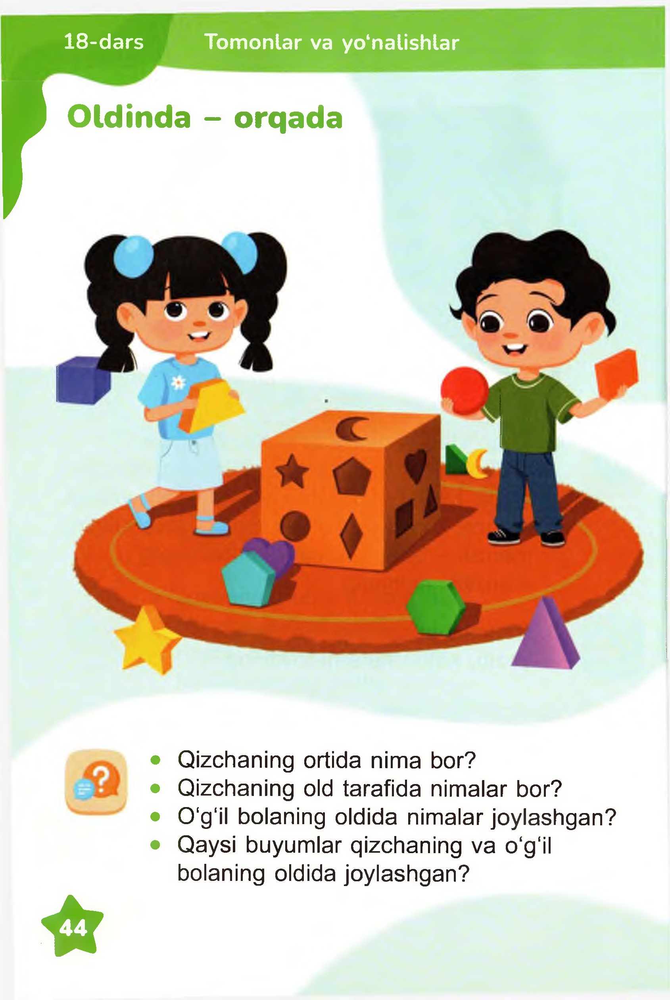 18-dars
Tomonlar va yo‘nalishlar
Oldinda – orqada
• Qizchaning ortida nima bor?
• Qizchaning old tarafida nimalar bor?
• O‘g‘il bolaning oldida nimalar joylashgan?
• Qaysi buyumlar qizchaning va o‘g‘il
bolaning oldida joylashgan?
44